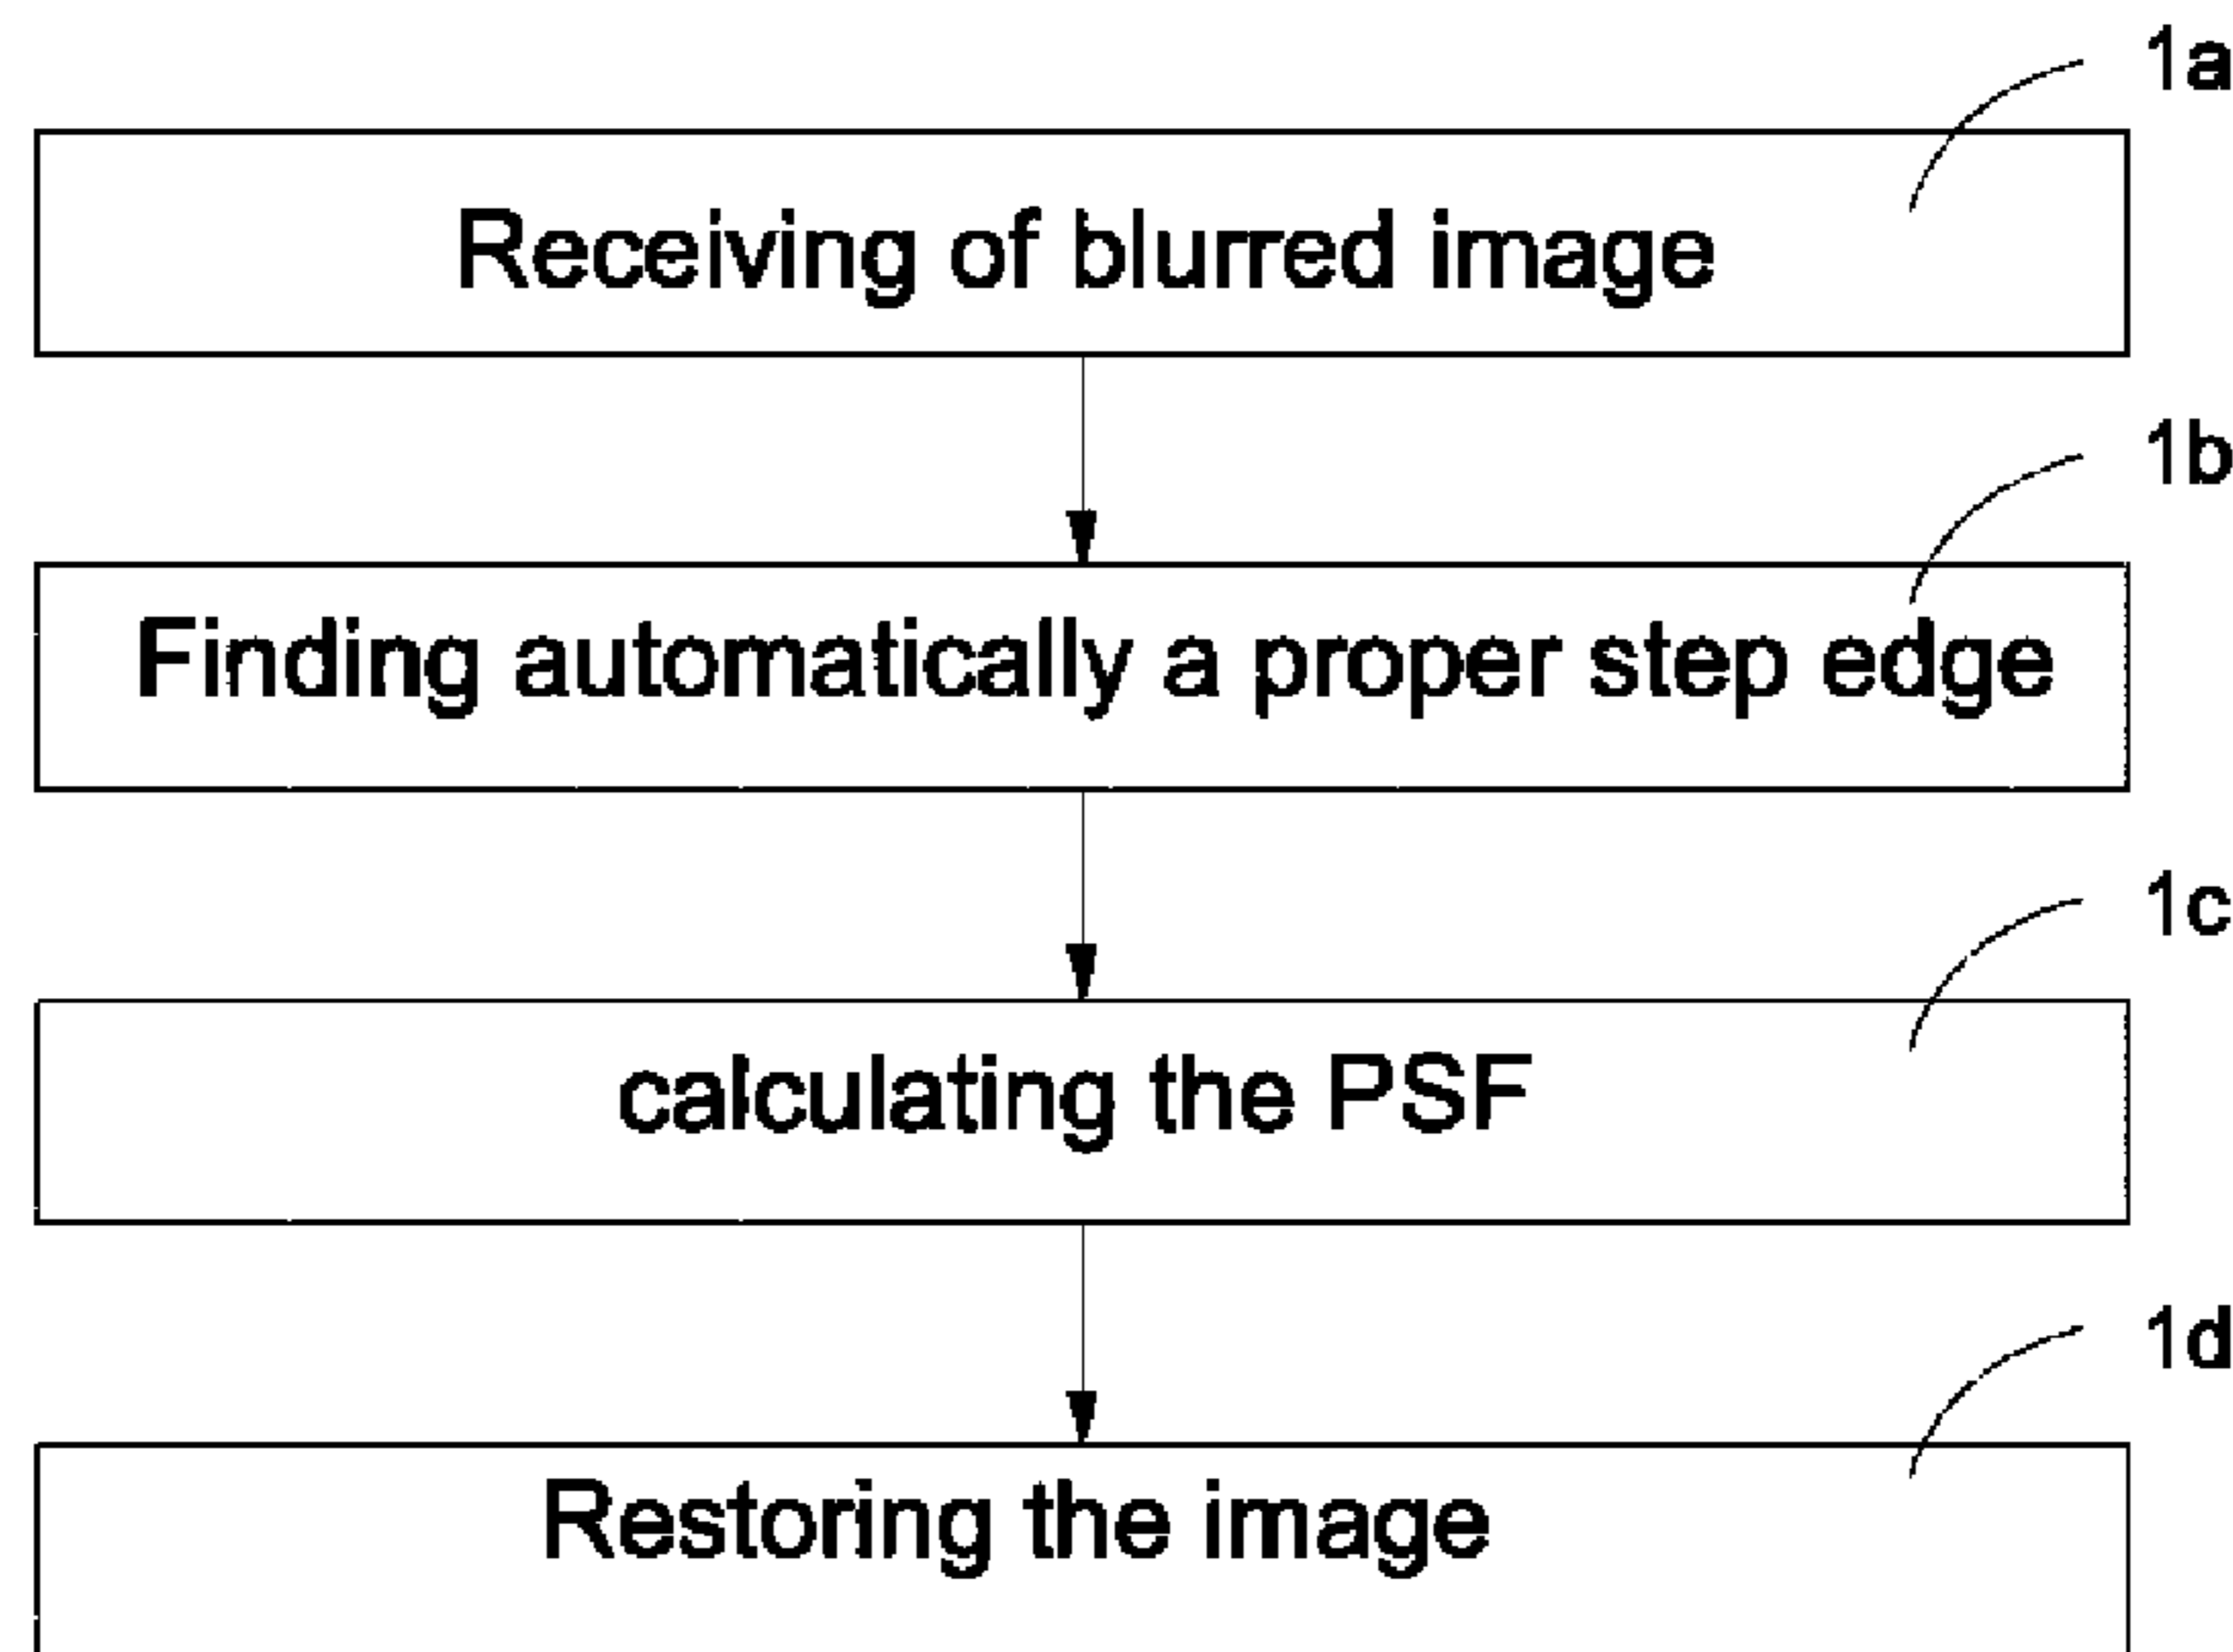 1a
Receiving of blurred image
1b
Finding automatically a proper step edge
1c
calculating the PSF
1d
Restoring the image